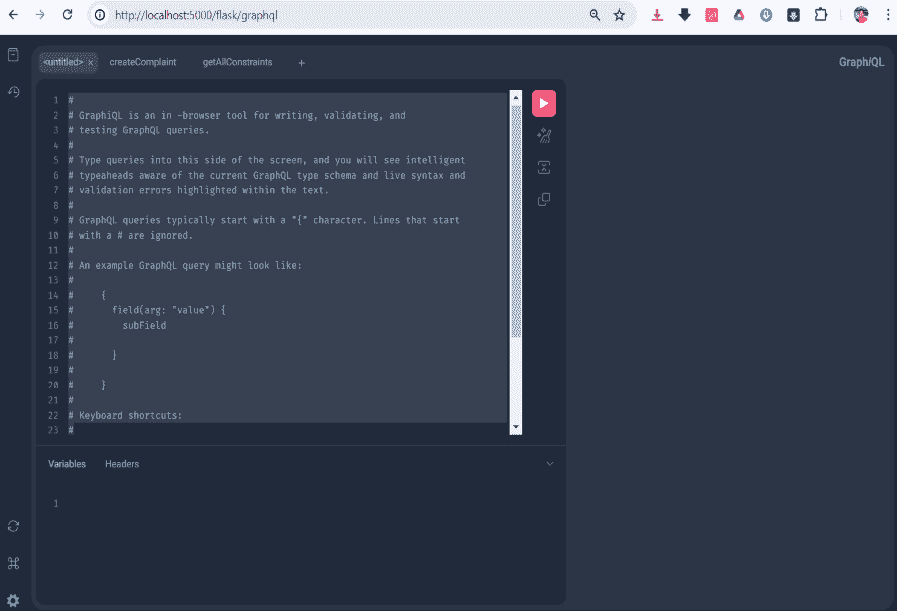 http://localhost:5000/flask/graphql
<untitled> × createComplaint getAllConstraints +
GraphiQL
1 #
2 # GraphiQL is an in -browser tool for writing, validating, and
3 # testing GraphQL queries.
4 #
5 # Type queries into this side of the screen, and you will see intelligent
6 # typeaheads aware of the current GraphQL type schema and live syntax and
7 # validation errors highlighted within the text.
8 #
9 # GraphQL queries typically start with a "{" character. Lines that start
10 # with a # are ignored.
11 #
12 # An example GraphQL query might look like:
13 #
14 # {
15 # field(arg: "value") {
16 # subField
17 #
18 # }
19 #
20 # }
21 #
22 # Keyboard shortcuts:
23 #
Variables Headers
1